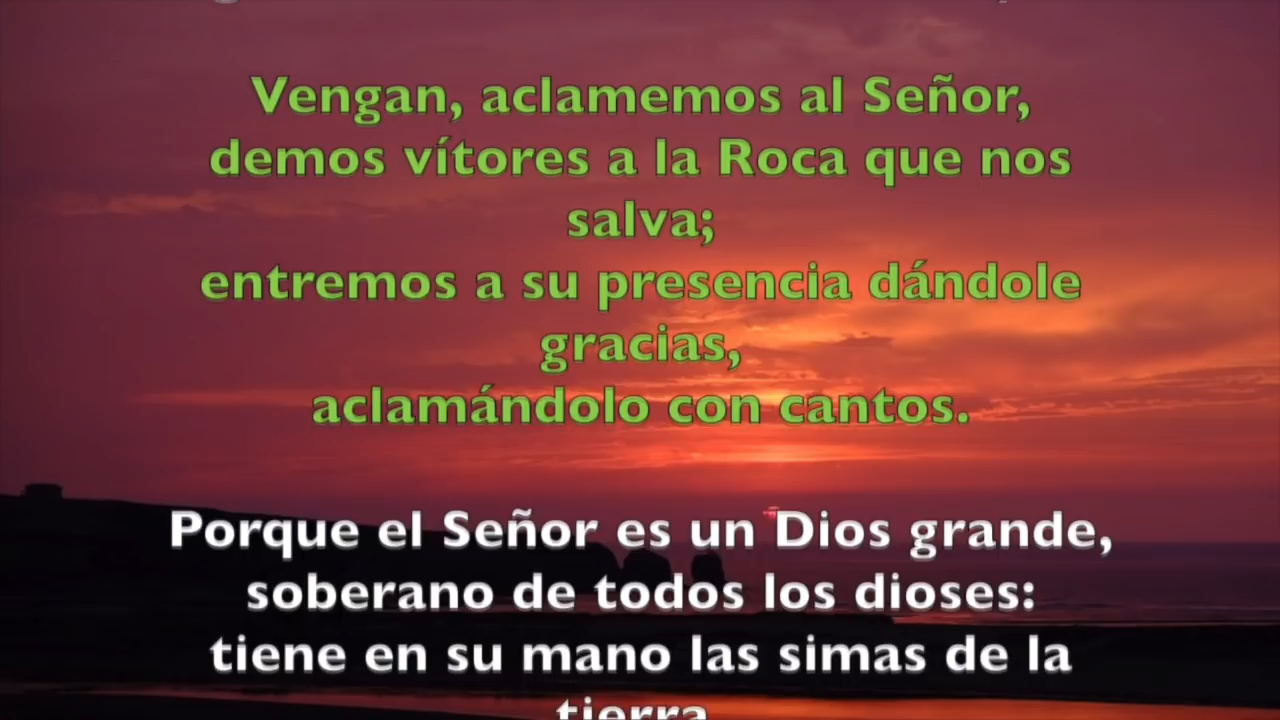 Vengan, aclamemos al Señor,
demos vítores a la Roca que nos
salva;
entremos a su presencia dándole
gracias,
aclamándolo con cantos.
Porque el Señor es un Dios grande,
soberano de todos los dioses:
tiene en su mano las simas de la
tierra